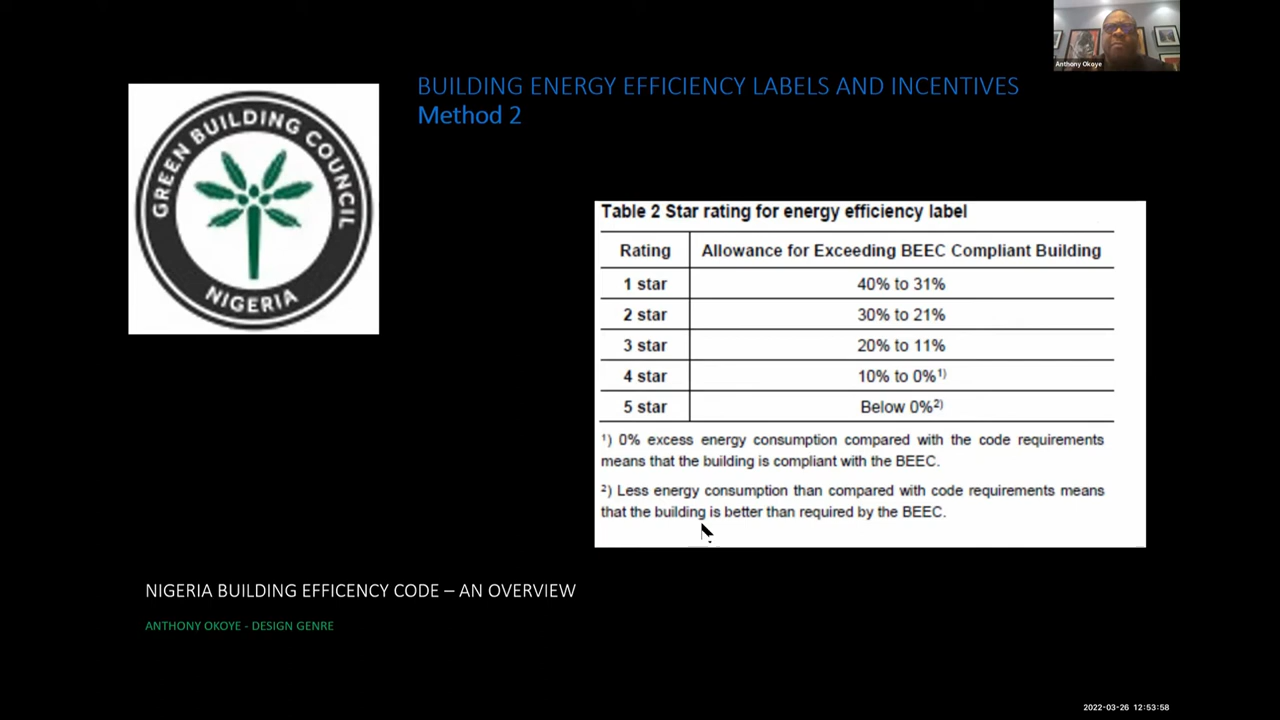 Anthony Okoye
GREEN BUILDING COUNCIL
NIGERIA
BUILDING ENERGY EFFICIENCY LABELS AND INCENTIVES
Method 2
Table 2 Star rating for energy efficiency label
Rating Allowance for Exceeding BEEC Compliant Building
1 star 40% to 31%
2 star 30% to 21%
3 star 20% to 11%
4 star 10% to 0%¹⁾
5 star Below 0%²⁾
¹) 0% excess energy consumption compared with the code requirements
means that the building is compliant with the BEEC.
²) Less energy consumption than compared with code requirements means
that the building is better than required by the BEEC.
NIGERIA BUILDING EFFICENCY CODE – AN OVERVIEW
ANTHONY OKOYE - DESIGN GENRE
2022-03-26 12:53:58